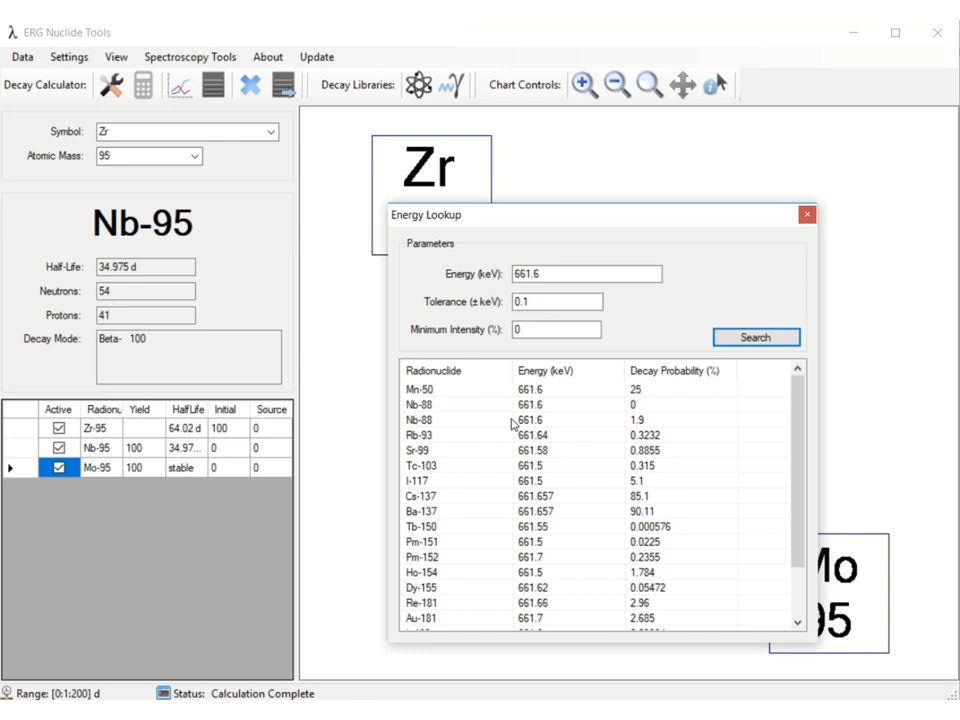 λ ERG Nuclide Tools
Data Settings View Spectroscopy Tools About Update
Decay Calculator: Decay Libraries: Chart Controls:
Symbol: Zr
Atomic Mass: 95
Nb-95
Half-Life: 34.975 d
Neutrons: 54
Protons: 41
Decay Mode: Beta- 100
Active Radionu Yield HalfLife Initial Source
Zr-95 64.02 d 100 0
Nb-95 100 34.97... 0 0
Mo-95 100 stable 0 0
Zr
Energy Lookup
Parameters
Energy (keV): 661.6
Tolerance (± keV): 0.1
Minimum Intensity (%): 0
Search
Radionuclide Energy (keV) Decay Probability (%)
Mn-50 661.6 25
Nb-88 661.6 0
Nb-88 661.6 1.9
Rb-93 661.64 0.3232
Sr-99 661.58 0.8855
Tc-103 661.5 0.315
I-117 661.5 5.1
Cs-137 661.657 85.1
Ba-137 661.657 90.11
Tb-150 661.55 0.000576
Pm-151 661.5 0.0225
Pm-152 661.7 0.2355
Ho-154 661.5 1.784
Dy-155 661.62 0.05472
Re-181 661.66 2.96
Au-181 661.7 2.685
Mo
95
Range: [0:1:200] d Status: Calculation Complete